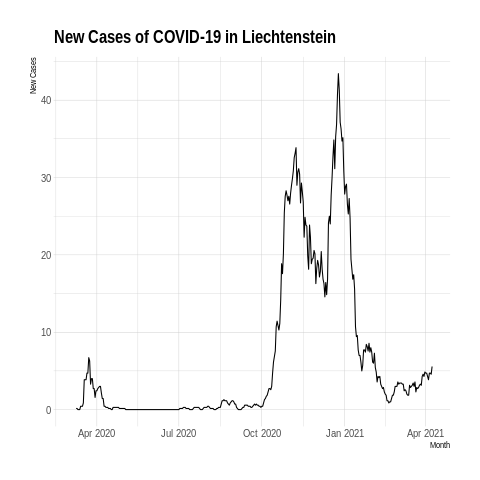 New Cases of COVID-19 in Liechtenstein
New Cases
40
30
20
10
0
Apr 2020 Jul 2020 Oct 2020 Jan 2021 Apr 2021
Month